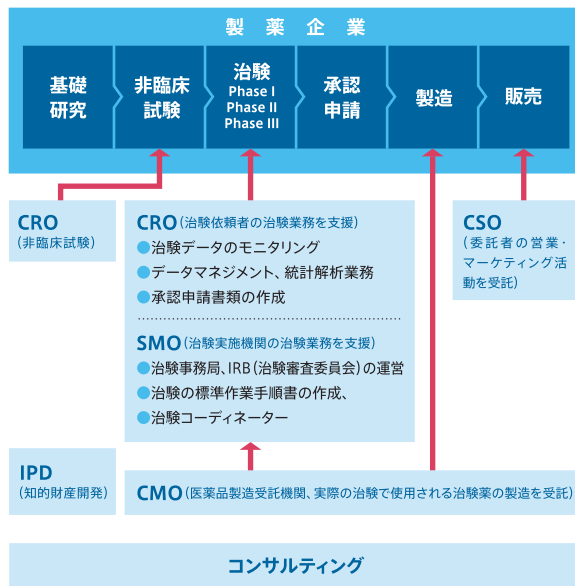 製薬企業
基礎
研究
非臨床
試験
治験
Phase I
Phase II
Phase III
承認
申請
製造
販売
CRO
(非臨床試験)
CRO(治験依頼者の治験業務を支援)
●治験データのモニタリング
●データマネジメント、統計解析業務
●承認申請書類の作成
SMO(治験実施機関の治験業務を支援)
●治験事務局、IRB(治験審査委員会)の運営
●治験の標準作業手順書の作成、
●治験コーディネーター
CSO
(委託者の営業・
マーケティング活
動を受託)
IPD
(知的財産開発)
CMO(医薬品製造受託機関、実際の治験で使用される治験薬の製造を受託)
コンサルティング